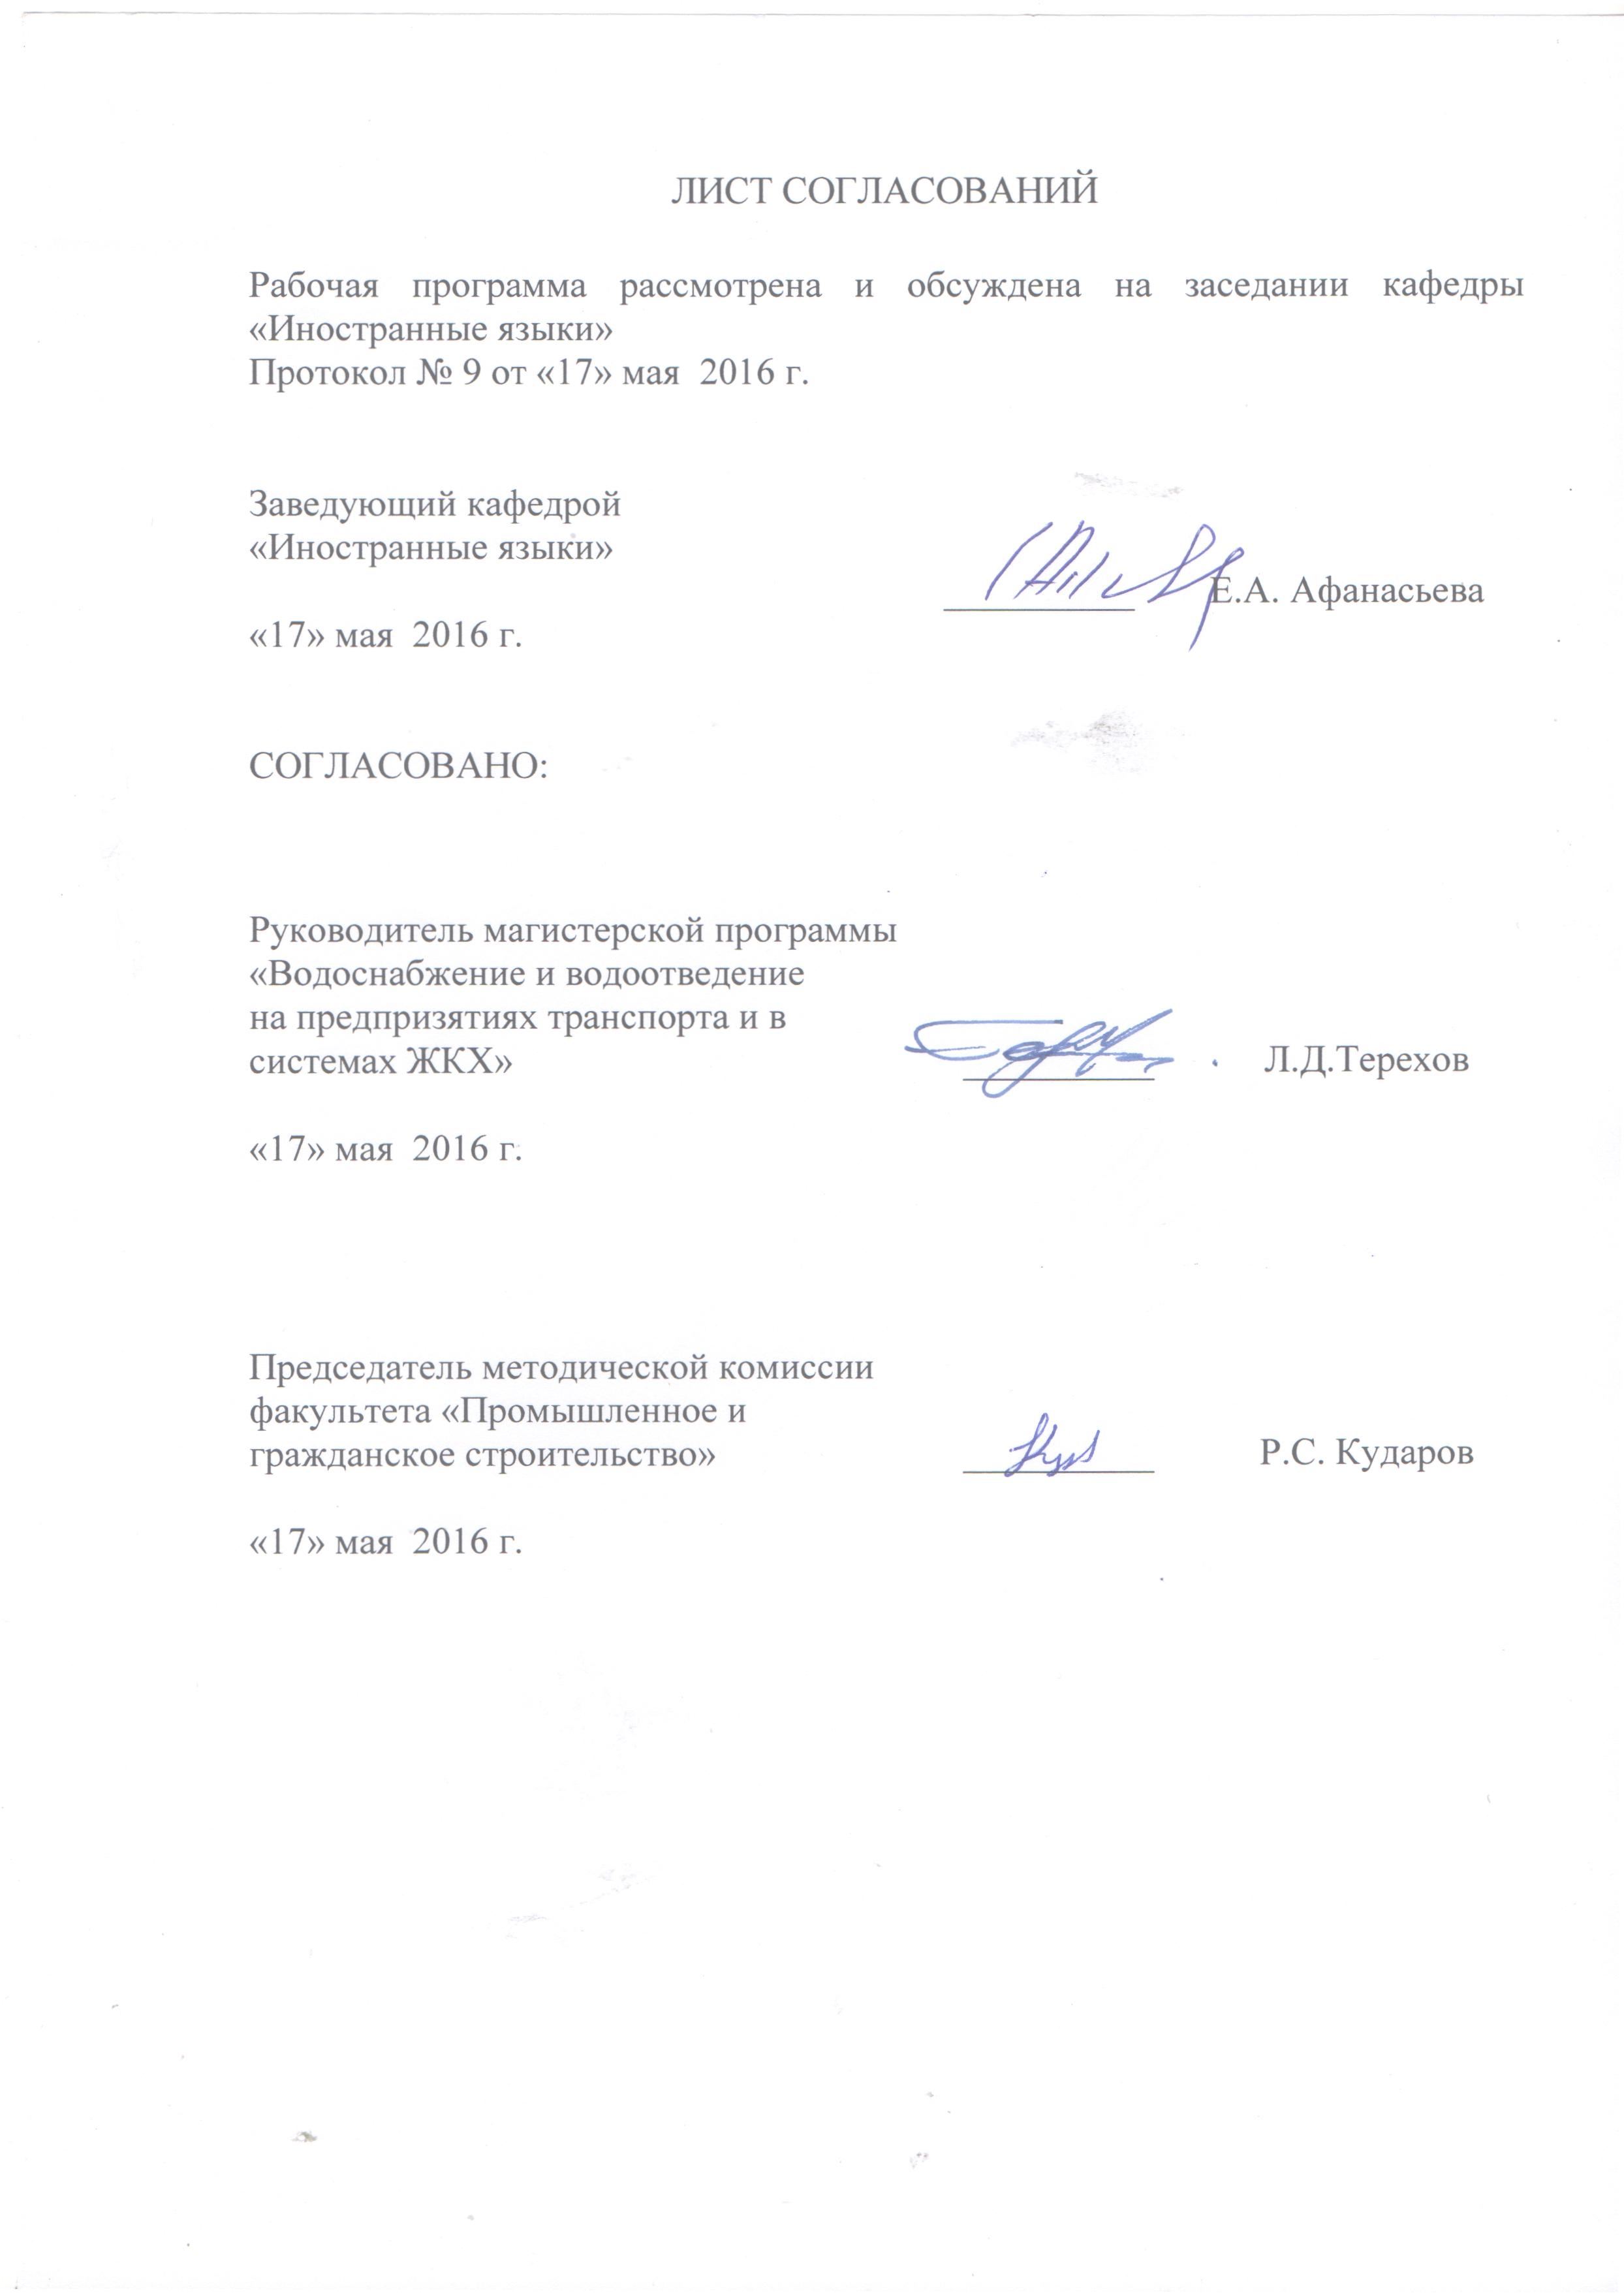 ЛИСТ СОГЛАСОВАНИЙ
Рабочая программа рассмотрена и обсуждена на заседании кафедры
«Иностранные языки»
Протокол № 9 от «17» мая 2016 г.
Заведующий кафедрой
«Иностранные языки»
Е.А. Афанасьева
«17» мая 2016 г.
СОГЛАСОВАНО:
Руководитель магистерской программы
«Водоснабжение и водоотведение
на предпризятиях транспорта и в
системах ЖКХ»
Л.Д.Терехов
«17» мая 2016 г.
Председатель методической комиссии
факультета «Промышленное и
гражданское строительство»
Р.С. Кударов
«17» мая 2016 г.